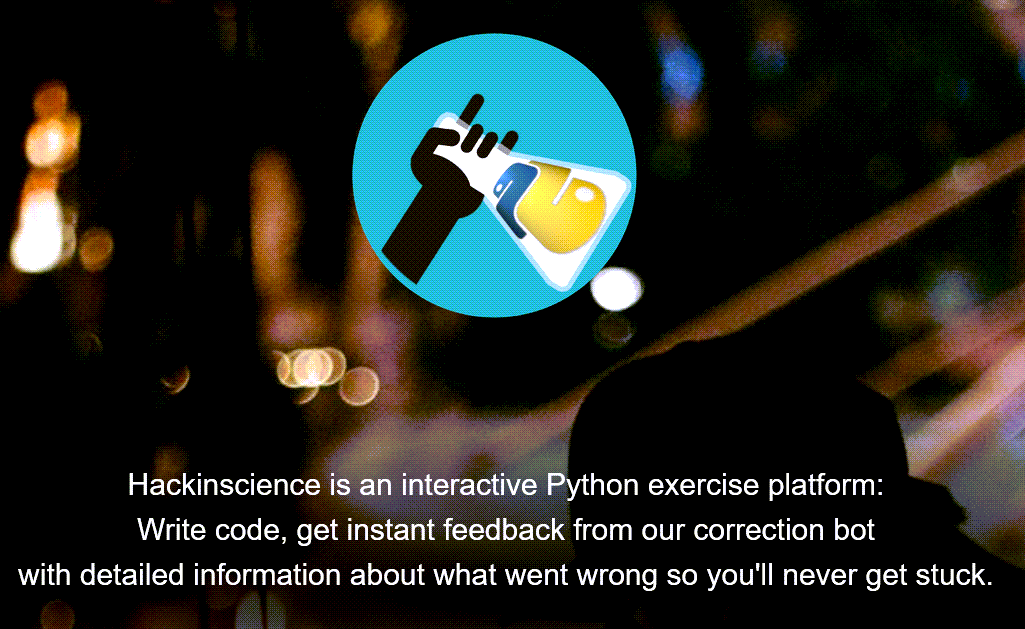 Hackinscience is an interactive Python exercise platform:
Write code, get instant feedback from our correction bot
with detailed information about what went wrong so you'll never get stuck.